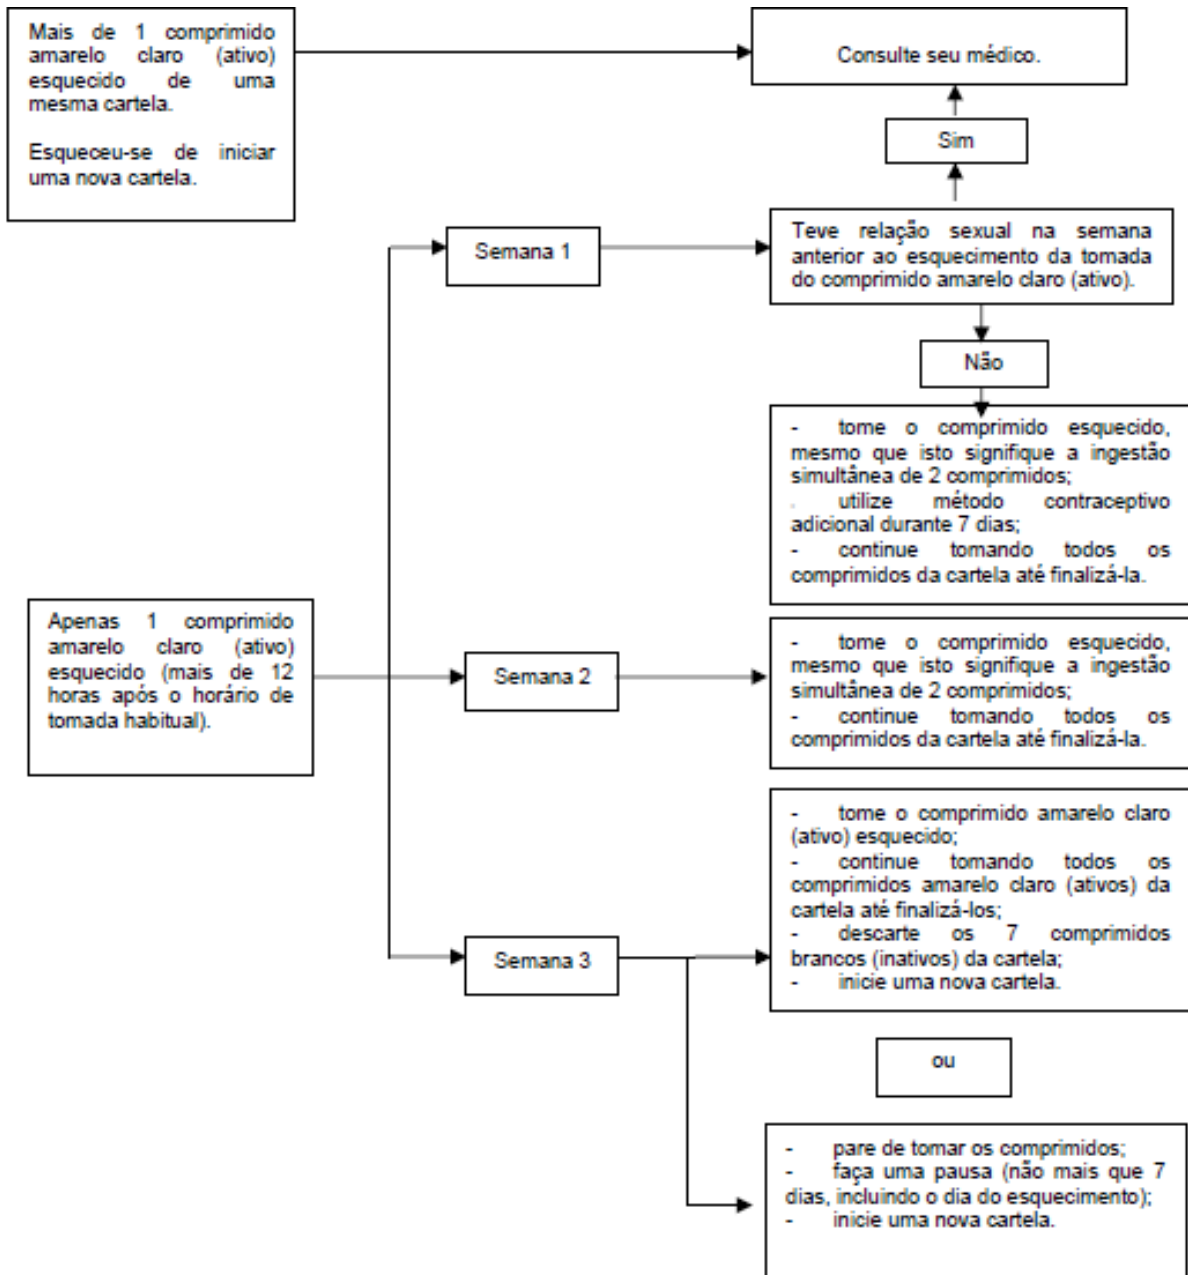 Mais de 1 comprimido
amarelo claro (ativo)
esquecido de uma
mesma cartela.
Esqueceu-se de iniciar
uma nova cartela.
Consulte seu médico.
Sim
Semana 1
Teve relação sexual na semana
anterior ao esquecimento da tomada
do comprimido amarelo claro (ativo).
Não
- tome o comprimido esquecido,
mesmo que isto signifique a ingestão
simultânea de 2 comprimidos;
. utilize método contraceptivo
adicional durante 7 dias;
- continue tomando todos os
comprimidos da cartela até finalizá-la.
Apenas 1 comprimido
amarelo claro (ativo)
esquecido (mais de 12
horas após o horário de
tomada habitual).
Semana 2
- tome o comprimido esquecido,
mesmo que isto signifique a ingestão
simultânea de 2 comprimidos;
- continue tomando todos os
comprimidos da cartela até finalizá-la.
Semana 3
- tome o comprimido amarelo claro
(ativo) esquecido;
- continue tomando todos os
comprimidos amarelo claro (ativos) da
cartela até finalizá-los;
- descarte os 7 comprimidos
brancos (inativos) da cartela;
- inicie uma nova cartela.
ou
- pare de tomar os comprimidos;
- faça uma pausa (não mais que 7
dias, incluindo o dia do esquecimento);
- inicie uma nova cartela.